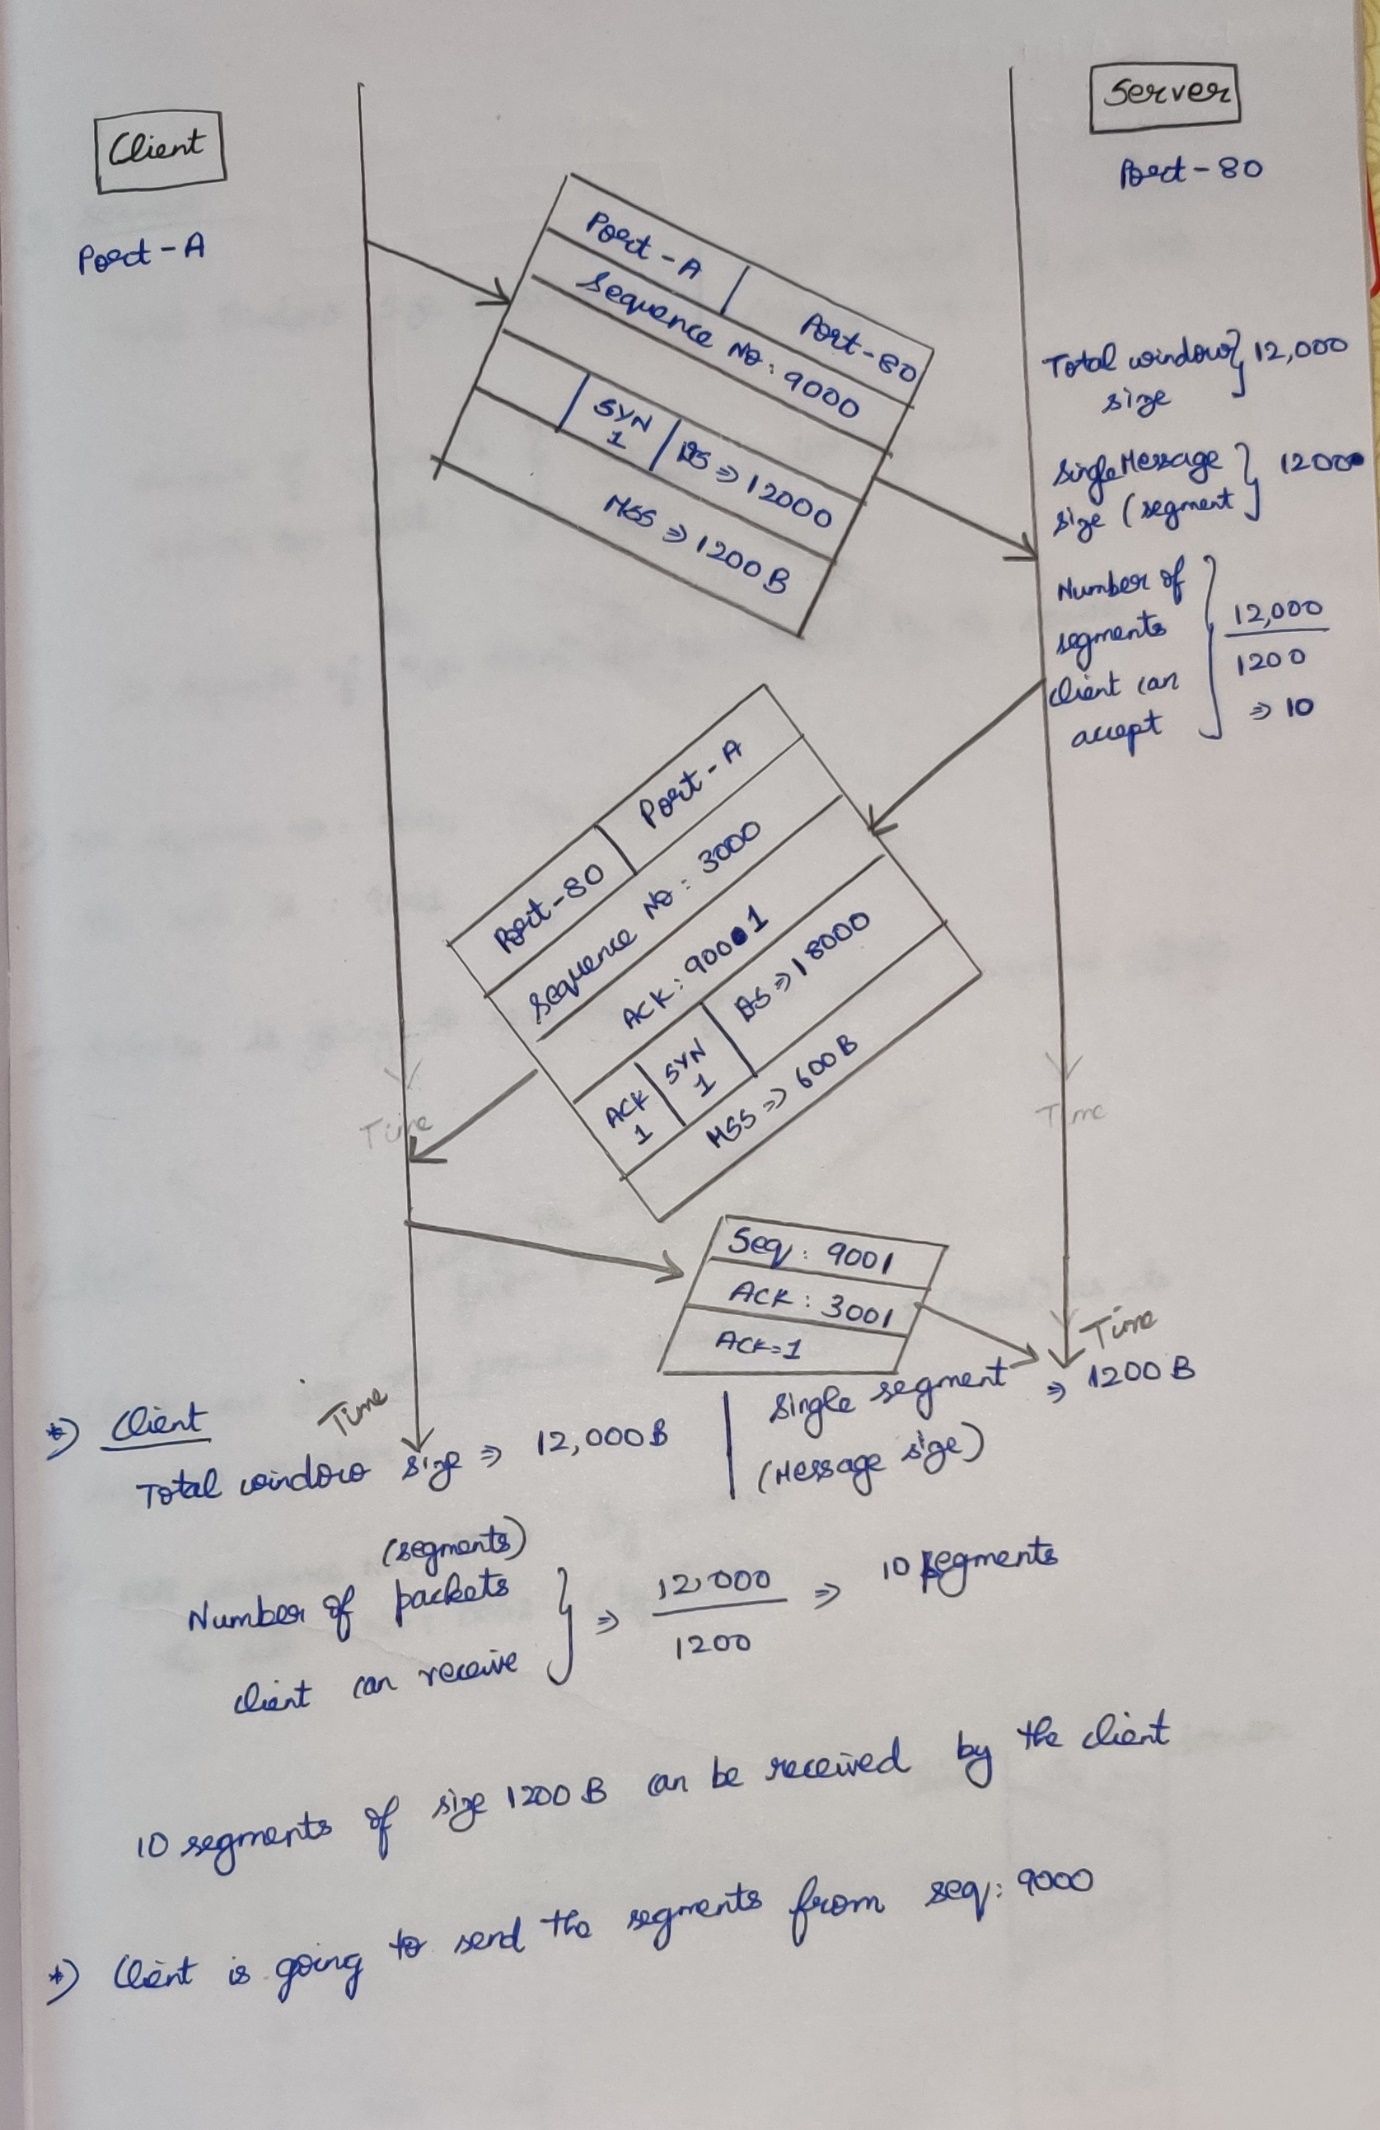 Client
Server
Port-A
Port-80
Port-A | Port-80
Sequence No: 9000
SYN 1 | WS ⇒ 12000
MSS ⇒ 1200 B
Total window size } 12,000
Single Message size (segment } 1200
Number of segments client can accept } 12,000 / 1200 ⇒ 10
Port-80 | Port-A
Sequence No: 3000
ACK: 9001
ACK 1 | SYN 1 | WS ⇒ 18000
MSS ⇒ 600 B
Time
Time
Seq: 9001
ACK: 3001
ACK=1
Time
Time
*) Client
Total window size ⇒ 12,000 B | Single segment ⇒ 1200 B
(Message size)
(segments)
Number of packets client can receive } ⇒ 12,000 / 1200 ⇒ 10 segments
10 segments of size 1200 B can be received by the client
*) Client is going to send the segments from seq: 9000